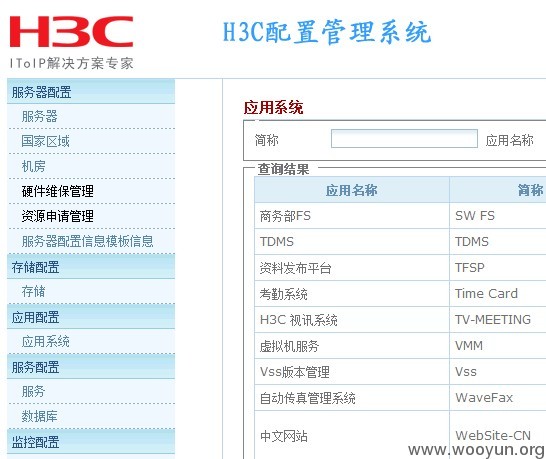 H3C
IToIP解决方案专家
H3C配置管理系统
服务器配置
服务器
国家区域
机房
硬件维保管理
资源申请管理
服务器配置信息模板信息
存储配置
存储
应用配置
应用系统
服务配置
服务
数据库
监控配置
应用系统
简称 应用名称
查询结果
应用名称 简称
商务部FS SW FS
TDMS TDMS
资料发布平台 TFSP
考勤系统 Time Card
H3C 视讯系统 TV-MEETING
虚拟机服务 VMM
Vss版本管理 Vss
自动传真管理系统 WaveFax
中文网站 WebSite-CN
www.wooyun.org